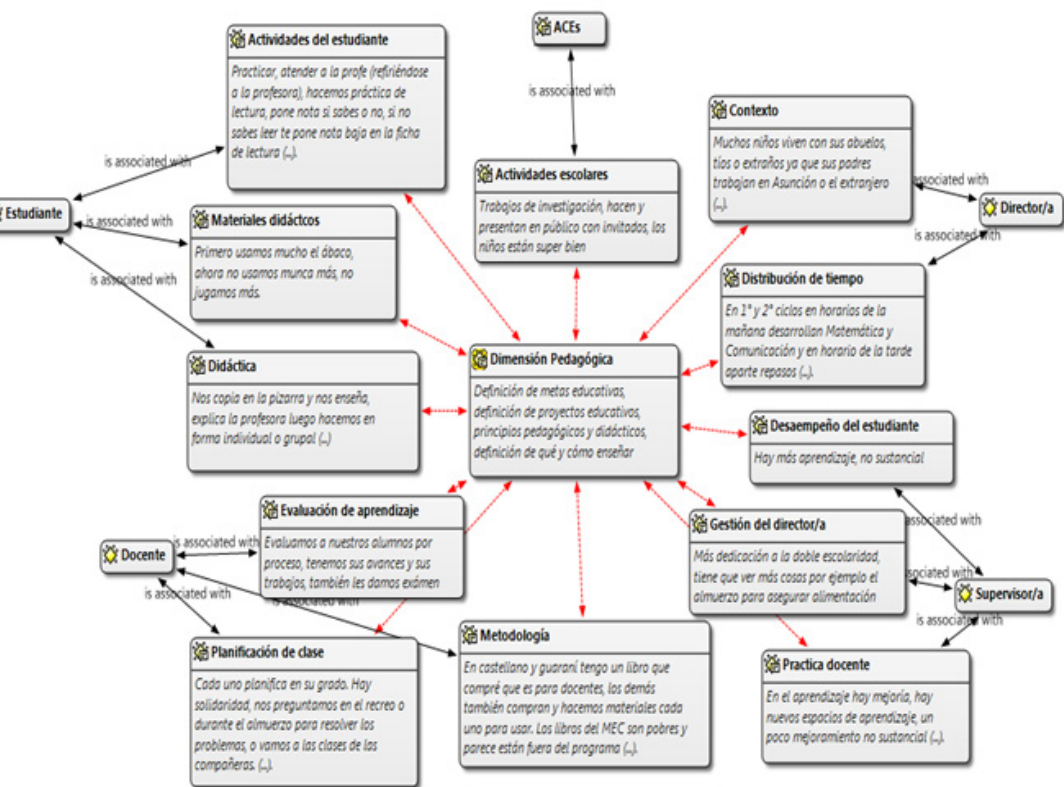 Actividades del estudiante
Practicar, atender a la profe (refiriéndose
a la profesora), hacemos práctica de
lectura, pone nota si sabes o no, si no
sabes leer te pone nota baja en la ficha
de lectura (...).
ACEs
is associated with
Contexto
Muchos niños viven con sus abuelos,
tíos o extraños ya que sus padres
trabajan en Asunción o el extranjero
(...).
is associated with
Actividades escolares
Trabajos de investigación, hacen y
presentan en público con invitados, los
niños están super bien
associated with
Estudiante
is associated with
Materiales didáctcos
Primero usamos mucho el ábaco,
ahora no usamos munca más, no
jugamos más.
Director/a
is associated with
is associated with
Distribución de tiempo
En 1° y 2° ciclos en horarios de la
mañana desarrollan Matemática y
Comunicación y en horario de la tarde
aparte repasos (...).
Didáctica
Nos copia en la pizarra y nos enseña,
explica la profesora luego hacemos en
forma individual o grupal (...)
Dimensión Pedagógica
Definición de metas educativas,
definición de proyectos educativos,
principios pedagógicos y didácticos,
definición de qué y cómo enseñar
Desaempeño del estudiante
Hay más aprendizaje, no sustancial
Evaluación de aprendizaje
Evaluamos a nuestros alumnos por
proceso, tenemos sus avances y sus
trabajos, también les damos exámen
Gestión del director/a
Más dedicación a la doble escolaridad,
tiene que ver más cosas por ejemplo el
almuerzo para asegurar alimentación
associated with
Docente
is associated with
is associated with
is associated with
associated with
Supervisor/a
is associated with
Planificación de clase
Cada uno planifica en su grado. Hay
solidaridad, nos preguntamos en el recreo o
durante el almuerzo para resolver los
problemas, o vamos a las clases de las
compañeras. (...).
Metodología
En castellano y guaraní tengo un libro que
compré que es para docentes, los demás
también compran y hacemos materiales cada
uno para usar. Los libros del MEC son pobres y
parece están fuera del programa (...).
Practica docente
En el aprendizaje hay mejoría, hay
nuevos espacios de aprendizaje, un
poco mejoramiento no sustancial (...).